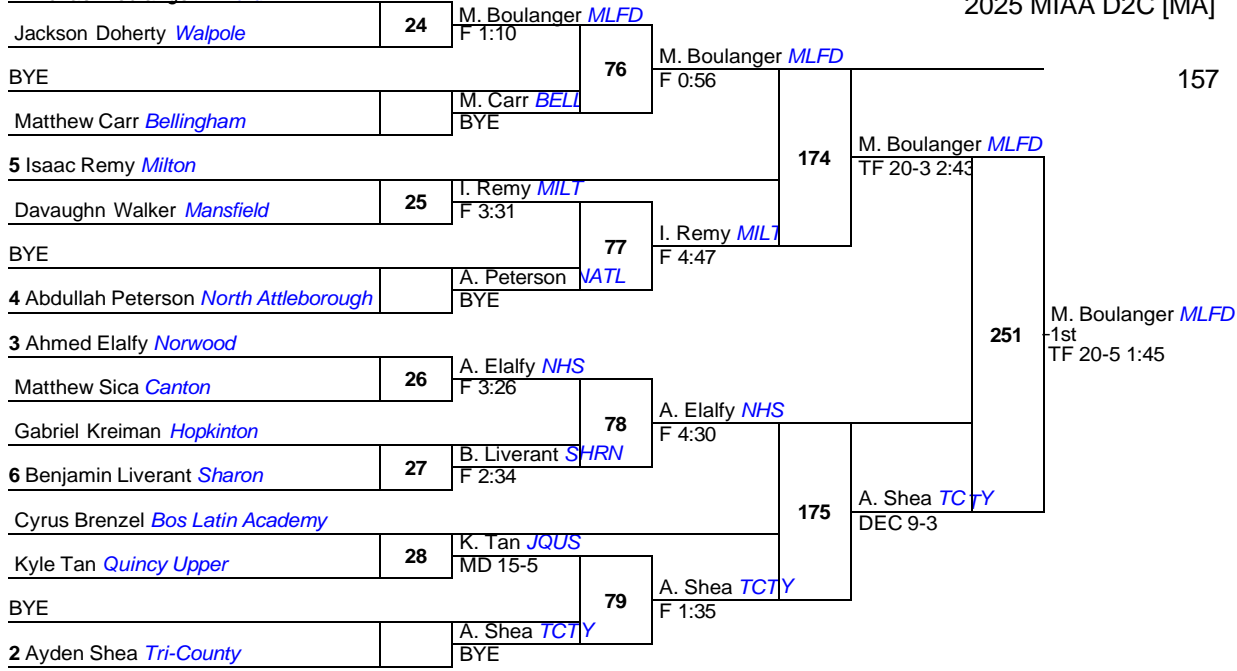 2025 MIAA D2C [MA]
157
Jackson Doherty Walpole
BYE
Matthew Carr Bellingham
5 Isaac Remy Milton
Davaughn Walker Mansfield
BYE
4 Abdullah Peterson North Attleborough
3 Ahmed Elalfy Norwood
Matthew Sica Canton
Gabriel Kreiman Hopkinton
6 Benjamin Liverant Sharon
Cyrus Brenzel Bos Latin Academy
Kyle Tan Quincy Upper
BYE
2 Ayden Shea Tri-County
24
25
26
27
28
M. Boulanger MLFD
F 1:10
M. Carr BELL
BYE
I. Remy MILT
F 3:31
A. Peterson NATL
BYE
A. Elalfy NHS
F 3:26
B. Liverant SHRN
F 2:34
K. Tan JQUS
MD 15-5
A. Shea TCTY
BYE
76
77
78
79
M. Boulanger MLFD
F 0:56
I. Remy MILT
F 4:47
A. Elalfy NHS
F 4:30
A. Shea TCTY
F 1:35
174
175
M. Boulanger MLFD
TF 20-3 2:43
A. Shea TCTY
DEC 9-3
251
M. Boulanger MLFD
1st
TF 20-5 1:45